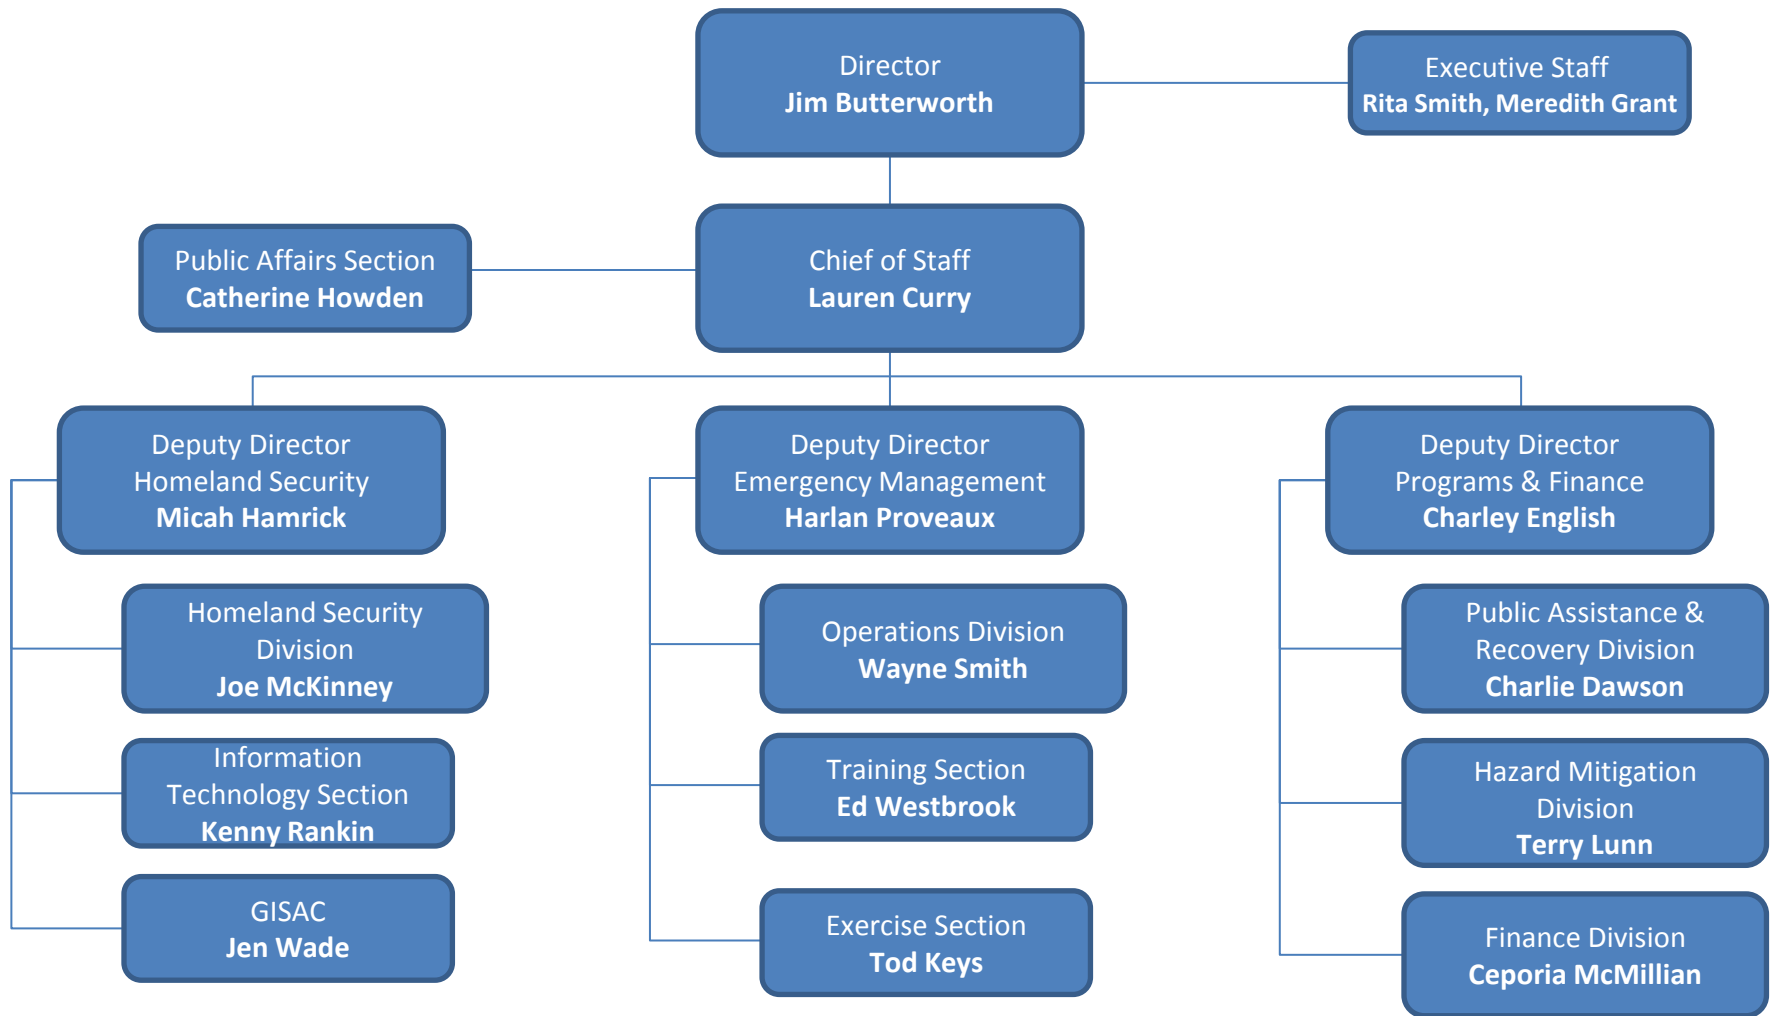 Director
Jim Butterworth
Executive Staff
Rita Smith, Meredith Grant
Public Affairs Section
Catherine Howden
Chief of Staff
Lauren Curry
Deputy Director
Homeland Security
Micah Hamrick
Deputy Director
Emergency Management
Harlan Proveaux
Deputy Director
Programs & Finance
Charley English
Homeland Security
Division
Joe McKinney
Operations Division
Wayne Smith
Public Assistance &
Recovery Division
Charlie Dawson
Information
Technology Section
Kenny Rankin
Training Section
Ed Westbrook
Hazard Mitigation
Division
Terry Lunn
GISAC
Jen Wade
Exercise Section
Tod Keys
Finance Division
Ceporia McMillian